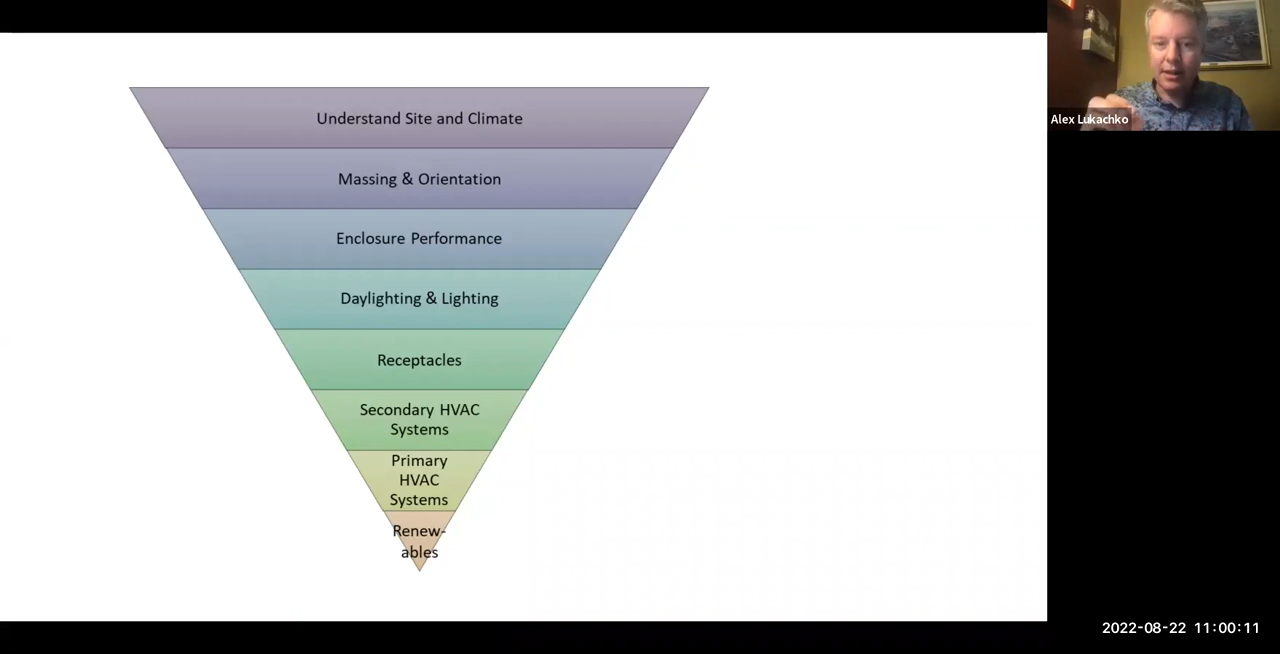 Understand Site and Climate
Massing & Orientation
Enclosure Performance
Daylighting & Lighting
Receptacles
Secondary HVAC
Systems
Primary
HVAC
Systems
Renew-
ables
Alex Lukachko
2022-08-22 11:00:11